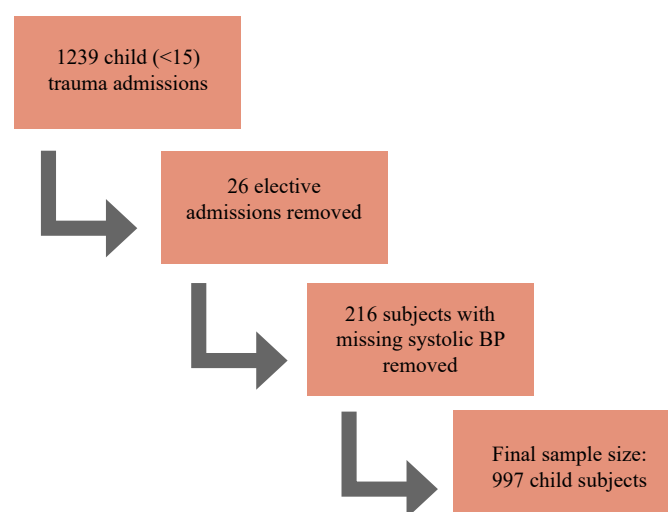 1239 child (<15)
trauma admissions
26 elective
admissions removed
216 subjects with
missing systolic BP
removed
Final sample size:
997 child subjects